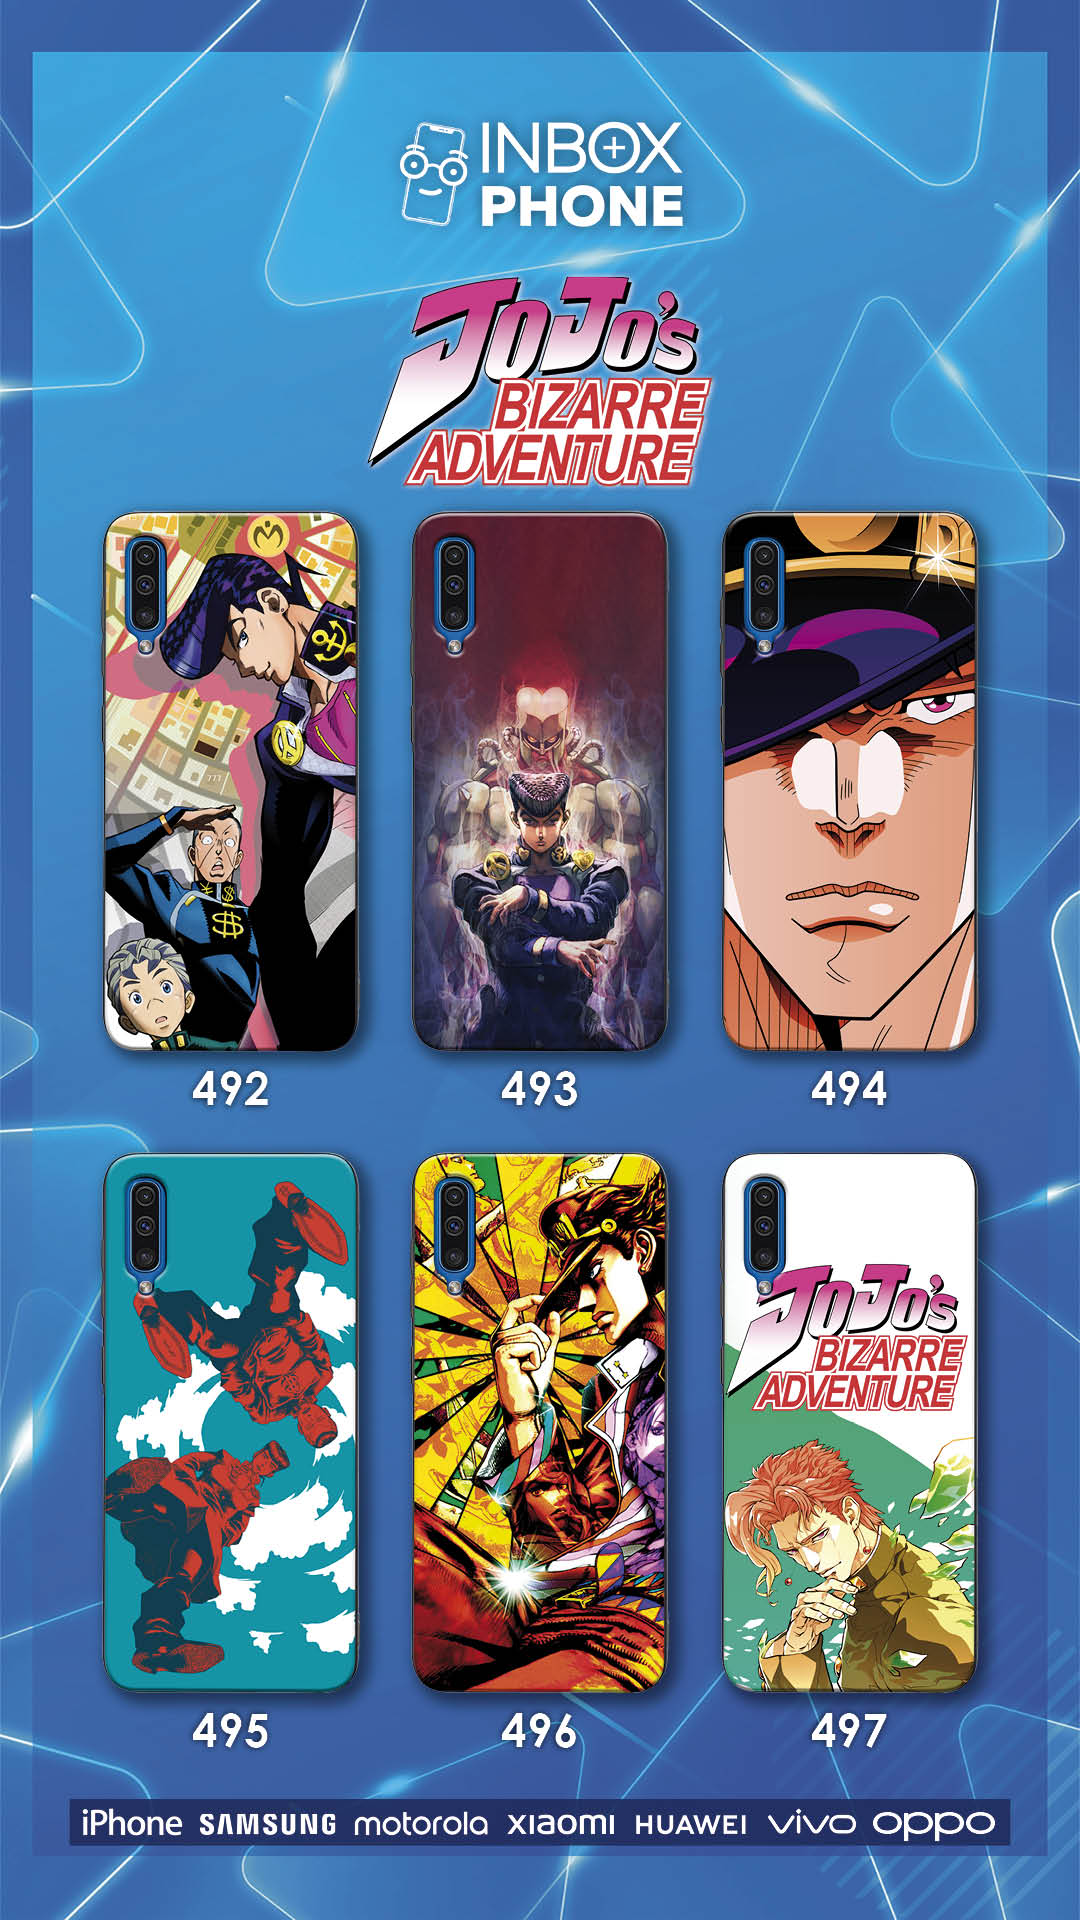 INBOX
PHONE
JoJo's
BIZARRE
ADVENTURE
777
$
492
493
494
JoJo's
BIZARRE
ADVENTURE
495
496
497
iPhone SAMSUNG motorola XIAOMI HUAWEI vivo oppo